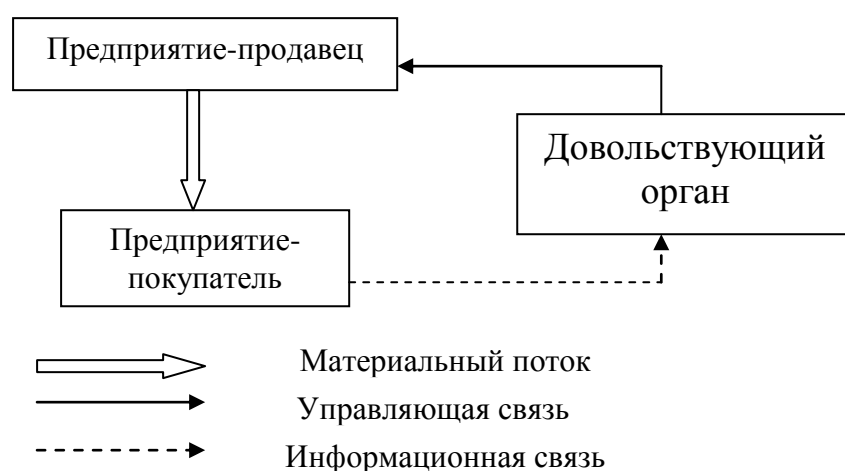 Предприятие-продавец
Довольствующий
орган
Предприятие-
покупатель
Материальный поток
Управляющая связь
Информационная связь